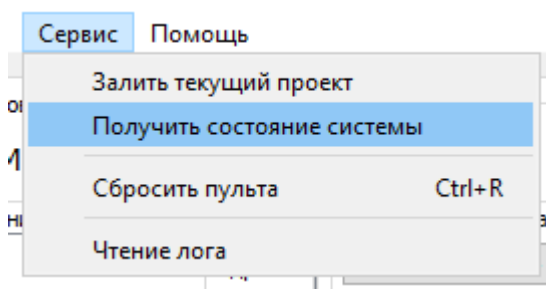 Сервис Помощь
Залить текущий проект
Получить состояние системы
Сбросить пульта Ctrl+R
Чтение лога